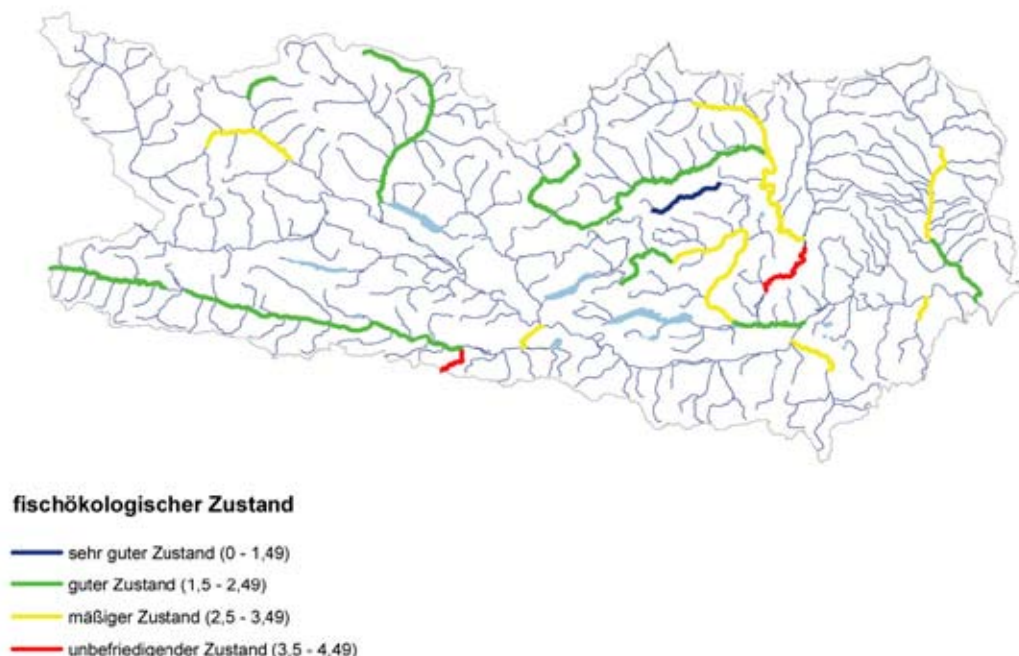 fischökologischer Zustand
sehr guter Zustand (0 - 1,49)
guter Zustand (1,5 - 2,49)
mäßiger Zustand (2,5 - 3,49)
unbefriedigender Zustand (3,5 - 4,49)